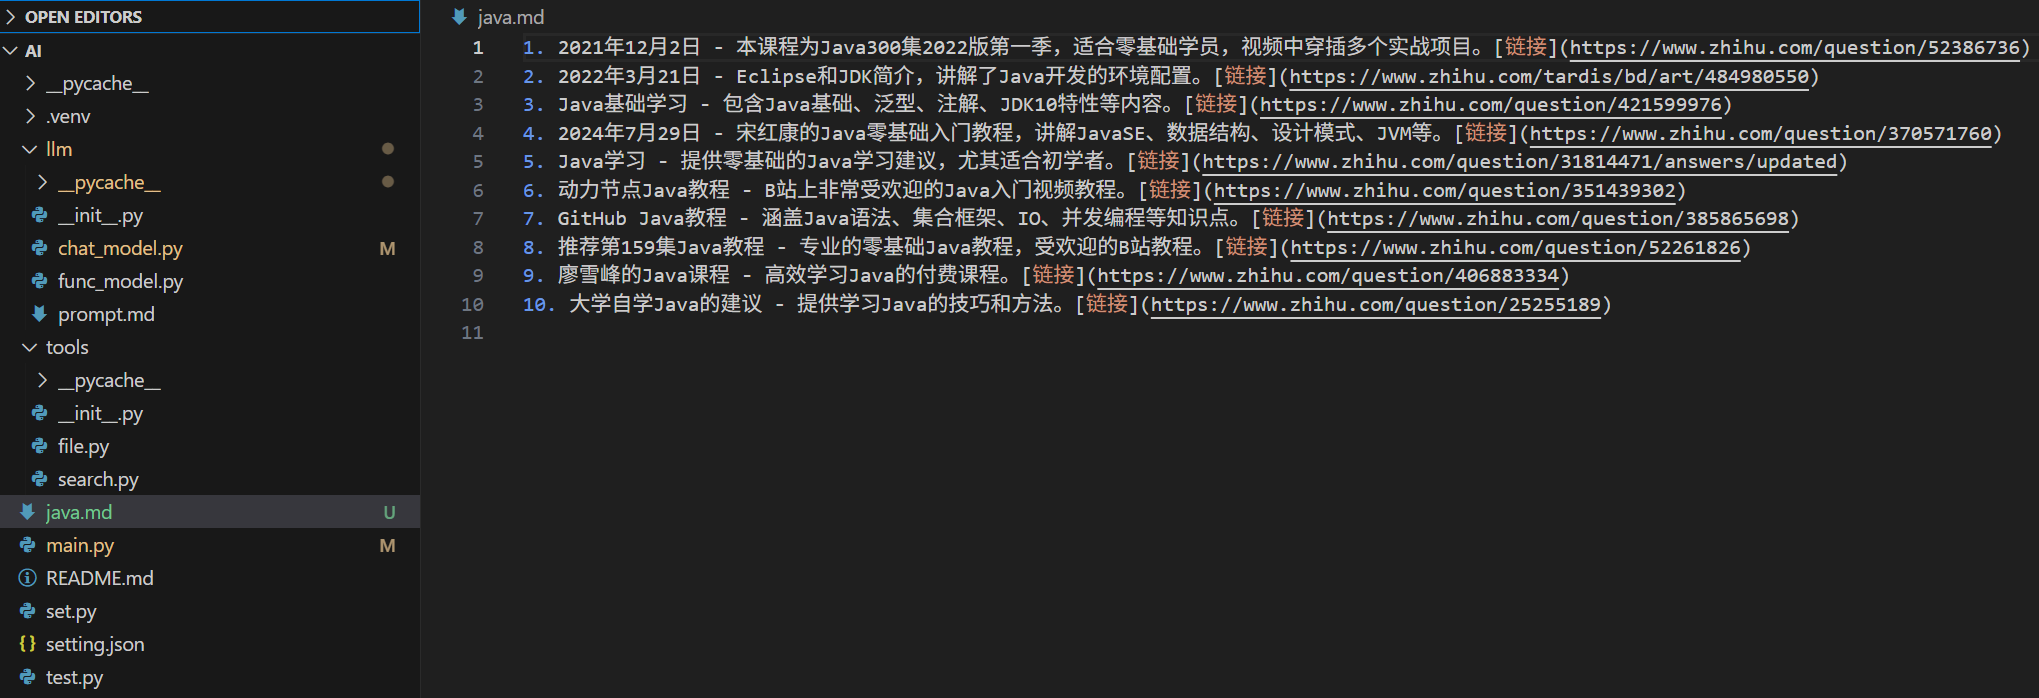 OPEN EDITORS
AI
__pycache__
.venv
llm
__pycache__
__init__.py
chat_model.py M
func_model.py
prompt.md
tools
__pycache__
__init__.py
file.py
search.py
java.md U
main.py M
README.md
set.py
{} setting.json
test.py
java.md
1 1. 2021年12月2日 - 本课程为Java300集2022版第一季，适合零基础学员，视频中穿插多个实战项目。[链接](https://www.zhihu.com/question/52386736)
2 2. 2022年3月21日 - Eclipse和JDK简介，讲解了Java开发的环境配置。[链接](https://www.zhihu.com/tardis/bd/art/484980550)
3 3. Java基础学习 - 包含Java基础、泛型、注解、JDK10特性等内容。[链接](https://www.zhihu.com/question/421599976)
4 4. 2024年7月29日 - 宋红康的Java零基础入门教程，讲解JavaSE、数据结构、设计模式、JVM等。[链接](https://www.zhihu.com/question/370571760)
5 5. Java学习 - 提供零基础的Java学习建议，尤其适合初学者。[链接](https://www.zhihu.com/question/31814471/answers/updated)
6 6. 动力节点Java教程 - B站上非常受欢迎的Java入门视频教程。[链接](https://www.zhihu.com/question/351439302)
7 7. GitHub Java教程 - 涵盖Java语法、集合框架、IO、并发编程等知识点。[链接](https://www.zhihu.com/question/385865698)
8 8. 推荐第159集Java教程 - 专业的零基础Java教程，受欢迎的B站教程。[链接](https://www.zhihu.com/question/52261826)
9 9. 廖雪峰的Java课程 - 高效学习Java的付费课程。[链接](https://www.zhihu.com/question/406883334)
10 10. 大学自学Java的建议 - 提供学习Java的技巧和方法。[链接](https://www.zhihu.com/question/25255189)
11